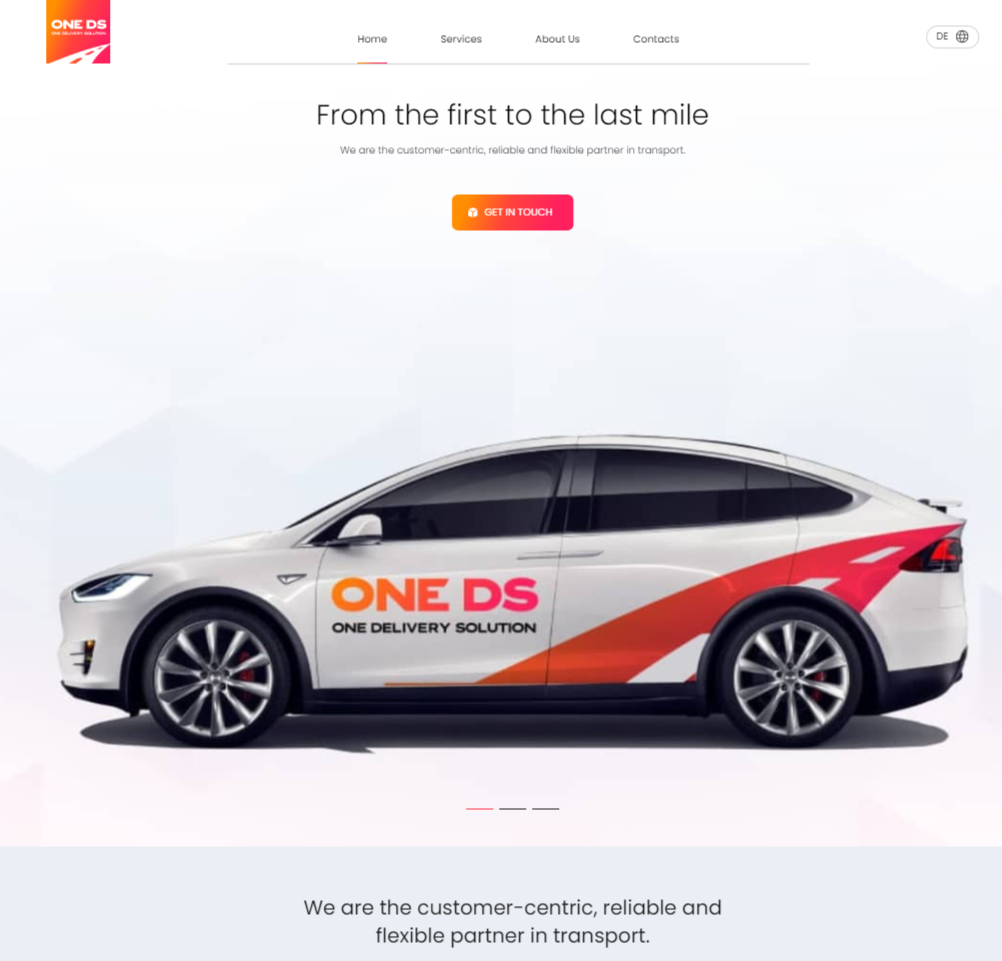 ONE DS
ONE DELIVERY SOLUTION
Home
Services
About Us
Contacts
DE
From the first to the last mile
We are the customer-centric, reliable and flexible partner in transport.
GET IN TOUCH
ONE DS
ONE DELIVERY SOLUTION
We are the customer-centric, reliable and
flexible partner in transport.